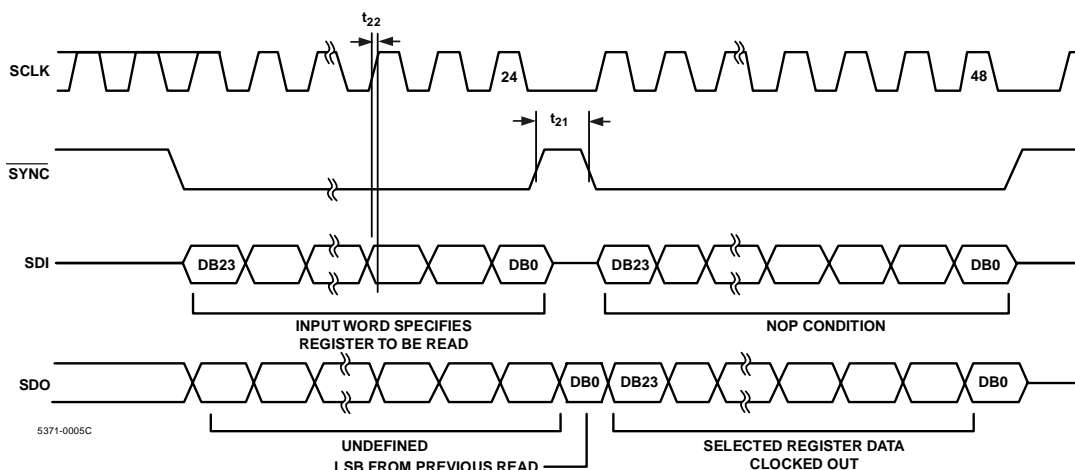 t22
SCLK
24
48
t21
SYNC
SDI
DB23
DB0
DB23
DB0
INPUT WORD SPECIFIES
REGISTER TO BE READ
NOP CONDITION
SDO
DB0
DB23
DB0
5371-0005C
UNDEFINED
LSB FROM PREVIOUS READ
SELECTED REGISTER DATA
CLOCKED OUT